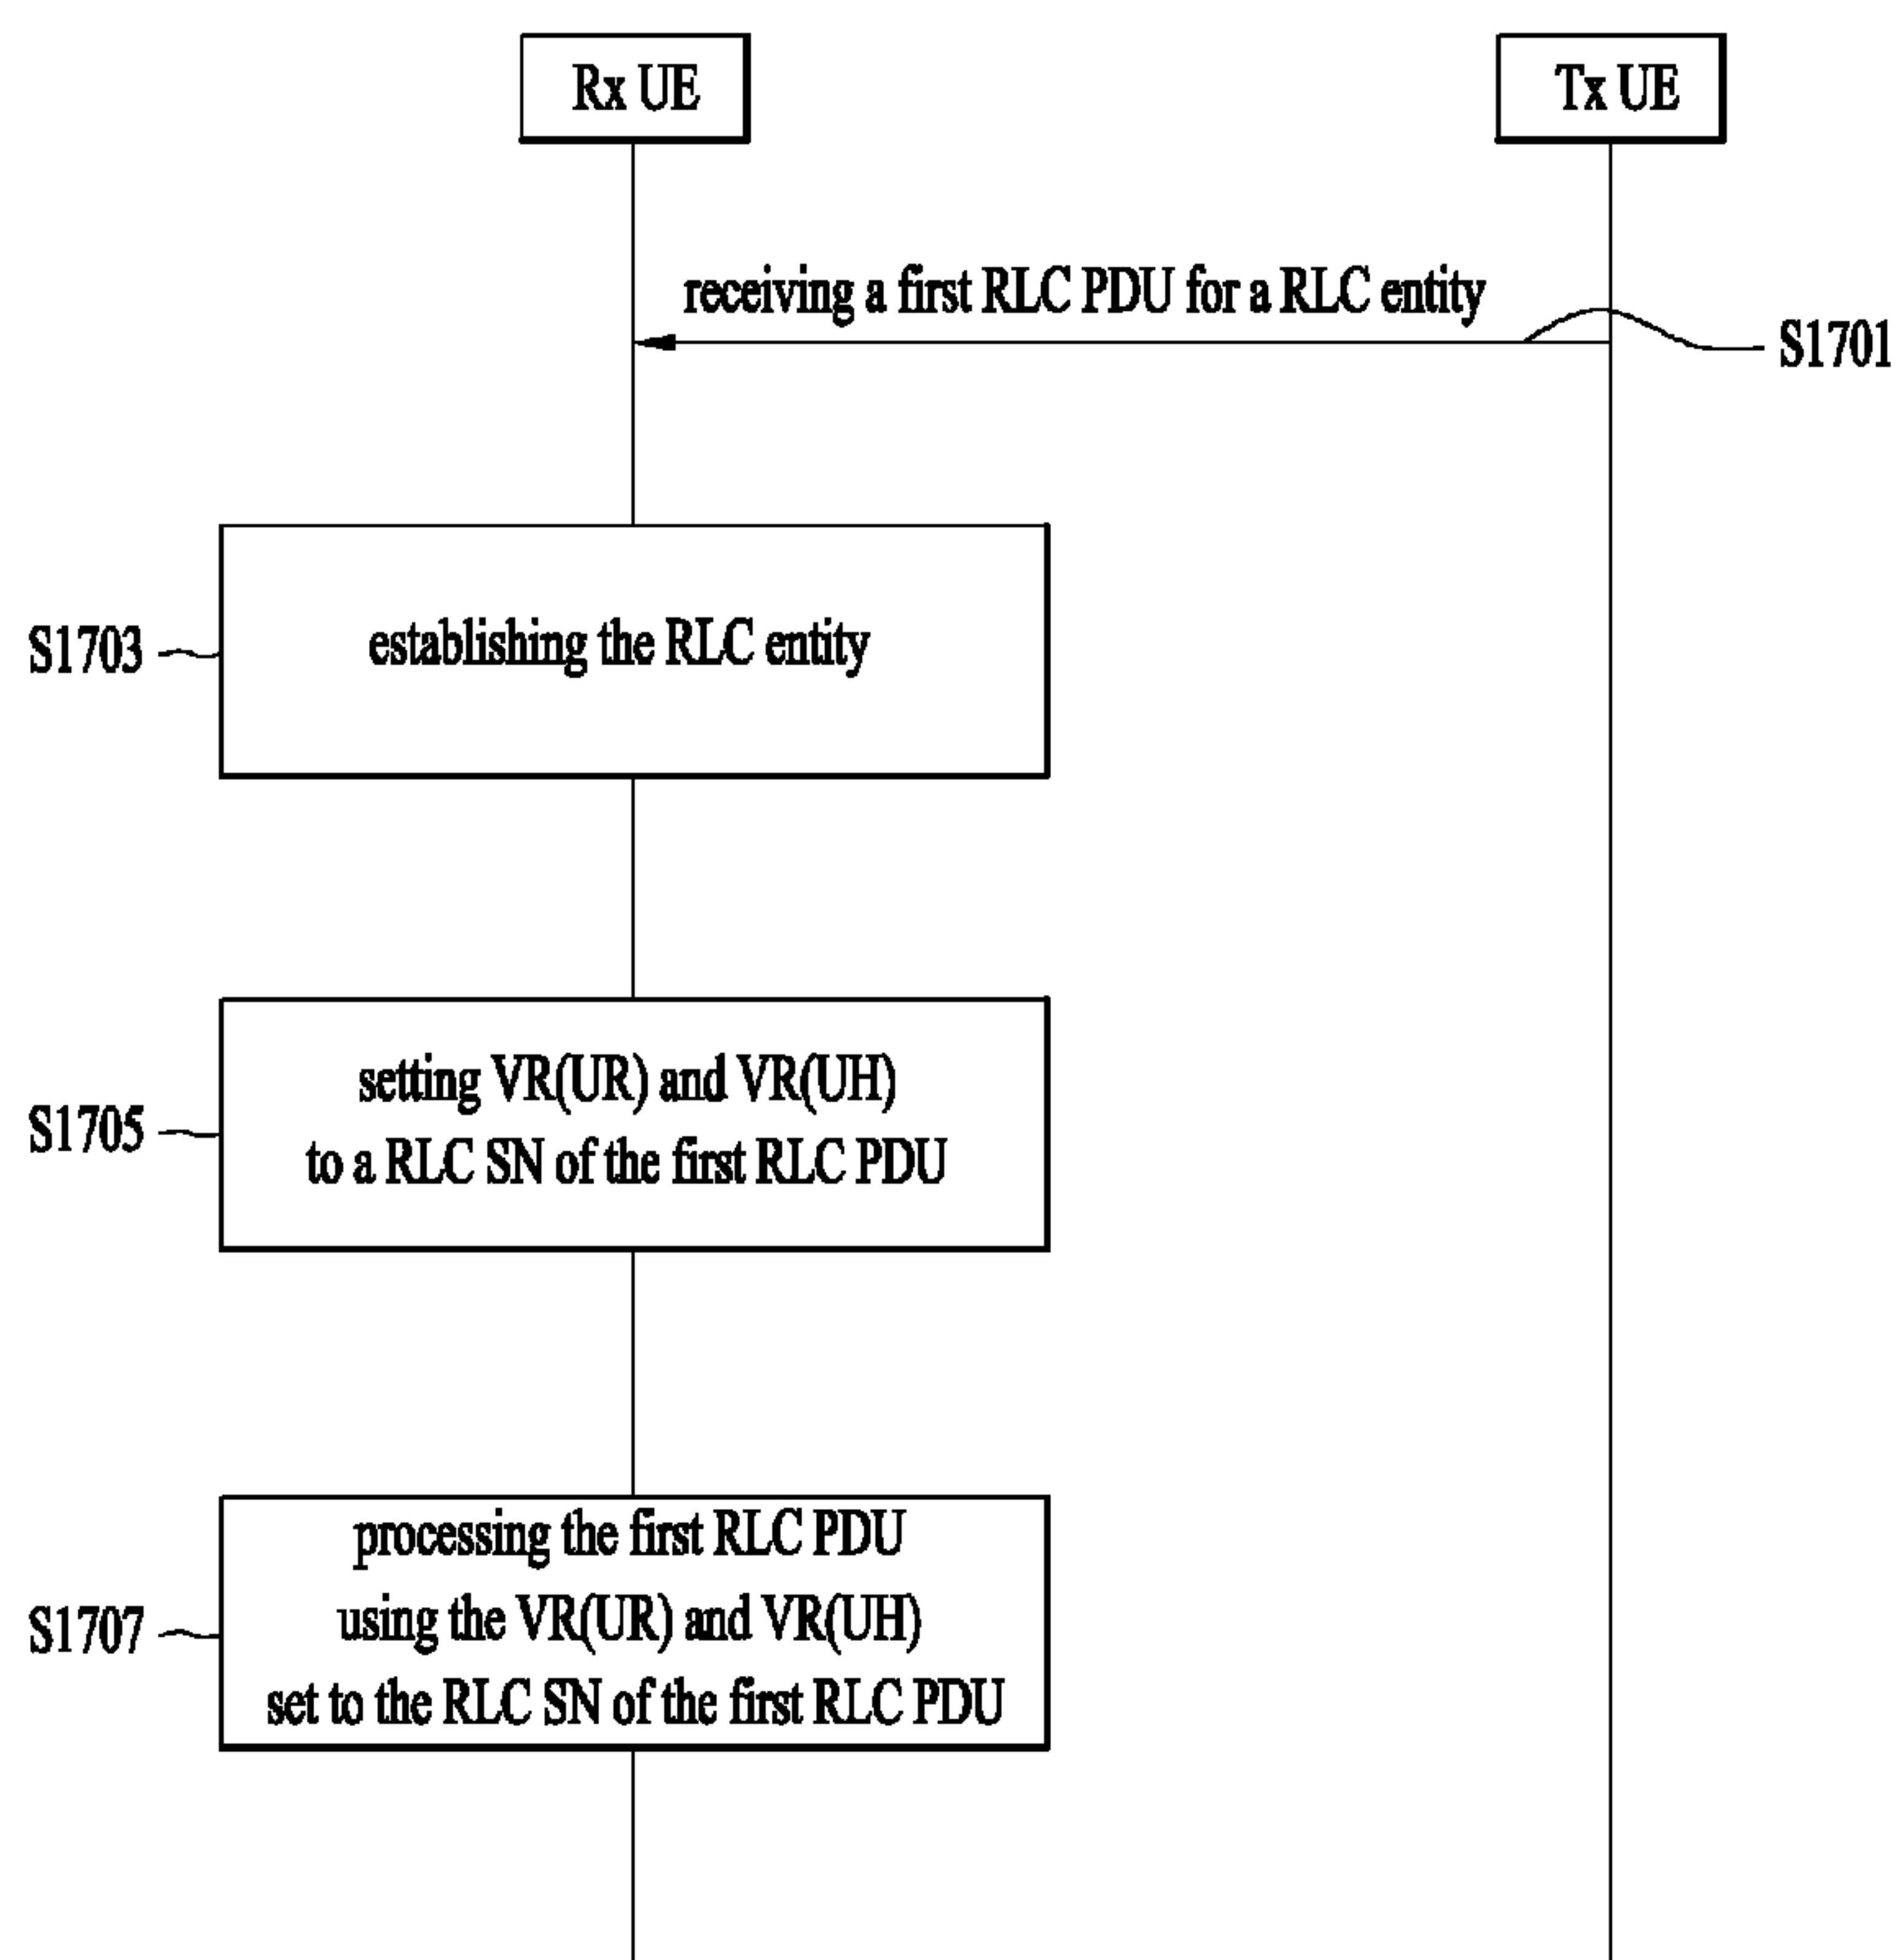 Rx UE
Tx UE
receiving a first RLC PDU for a RLC entity
S1701
S1703
establishing the RLC entity
S1705
setting VR(UR) and VR(UH)
to a RLC SN of the first RLC PDU
S1707
processing the first RLC PDU
using the VR(UR) and VR(UH)
set to the RLC SN of the first RLC PDU